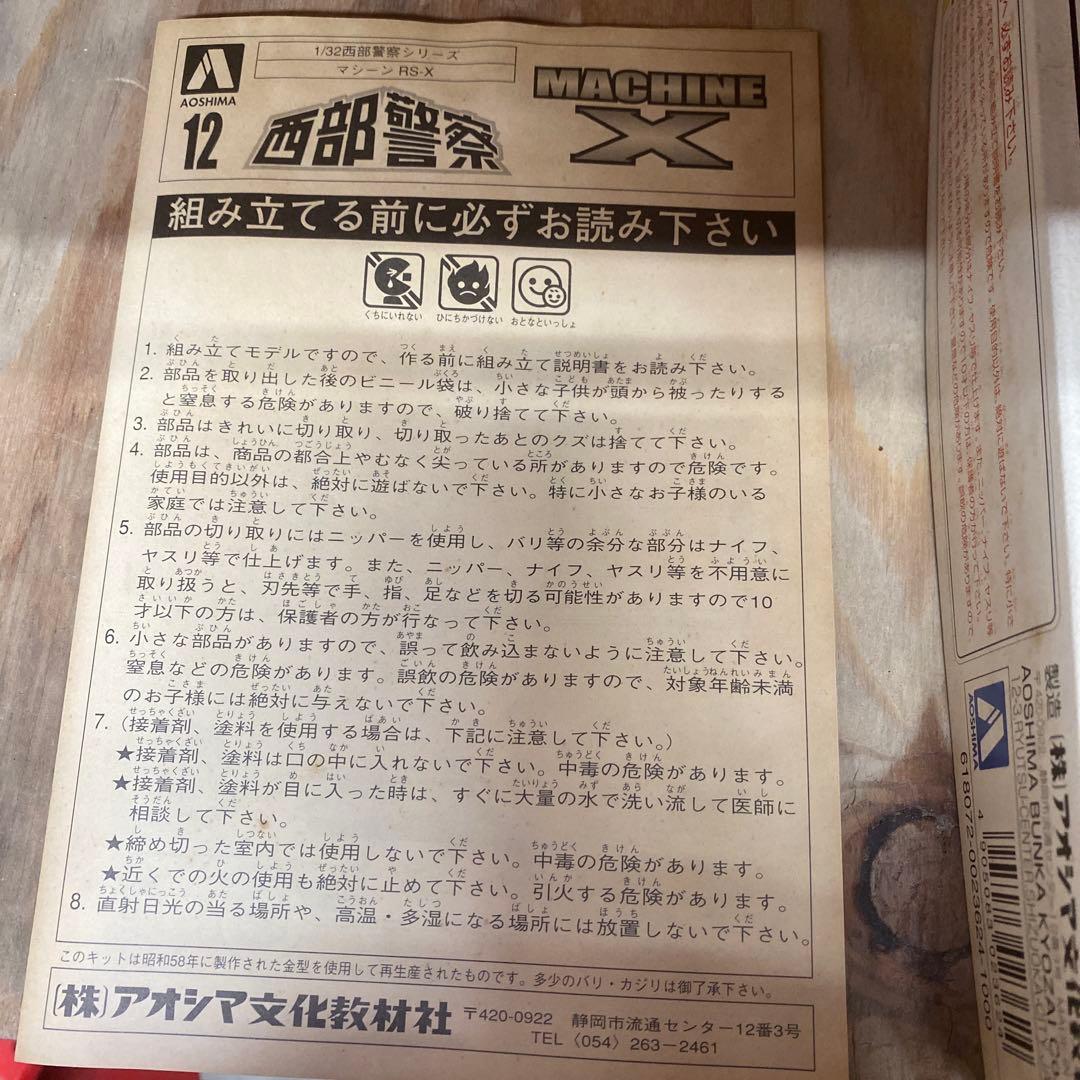 AOSHIMA
12
1/32西部警察シリーズ
マシーン RS-X
西部警察
MACHINE
X
組み立てる前に必ずお読み下さい
くちにいれない ひにちかづけない おとなといっしょ
1. 組み立てモデルですので、作る前に組み立て説明書をお読み下さい。
2. 部品を取り出した後のビニール袋は、小さな子供が頭から被ったりする
と窒息する危険がありますので、破り捨てて下さい。
3. 部品はきれいに切り取り、切り取ったあとのクズは捨てて下さい。
4. 部品は、商品の都合上やむなく尖っている所がありますので危険です。
使用目的以外は、絶対に遊ばないで下さい。特に小さなお子様のいる
家庭では注意して下さい。
5. 部品の切り取りにはニッパーを使用し、バリ等の余分な部分はナイフ、
ヤスリ等で仕上げます。また、ニッパー、ナイフ、ヤスリ等を不用意に
取り扱うと、刃先等で手、指、足などを切る可能性がありますので10
才以下の方は、保護者の方が行なって下さい。
6. 小さな部品がありますので、誤って飲み込まないように注意して下さい。
窒息などの危険があります。誤飲の危険がありますので、対象年齢未満
のお子様には絶対に与えないで下さい。
7. (接着剤、塗料を使用する場合は、下記に注意して下さい。)
★接着剤、塗料は口の中に入れないで下さい。中毒の危険があります。
★接着剤、塗料が目に入った時は、すぐに大量の水で洗い流して医師に
相談して下さい。
★締め切った室内では使用しないで下さい。中毒の危険があります。
★近くでの火の使用も絶対に止めて下さい。引火する危険があります。
8. 直射日光の当る場所や、高温・多湿になる場所には放置しないで下さい。
このキットは昭和58年に製作された金型を使用して再生産されたものです。多少のバリ・カジリは御了承下さい。
(株)アオシマ文化教材社 〒420-0922 静岡市流通センター12番3号
TEL〈054〉263-2461
製造
(株)アオシマ文化
AOSHIMA BUNKA KYOZAI CO
12-3 RYUTSU CENTER SHIZUOKA CITY
AOSHIMA
618072-0023624-1000